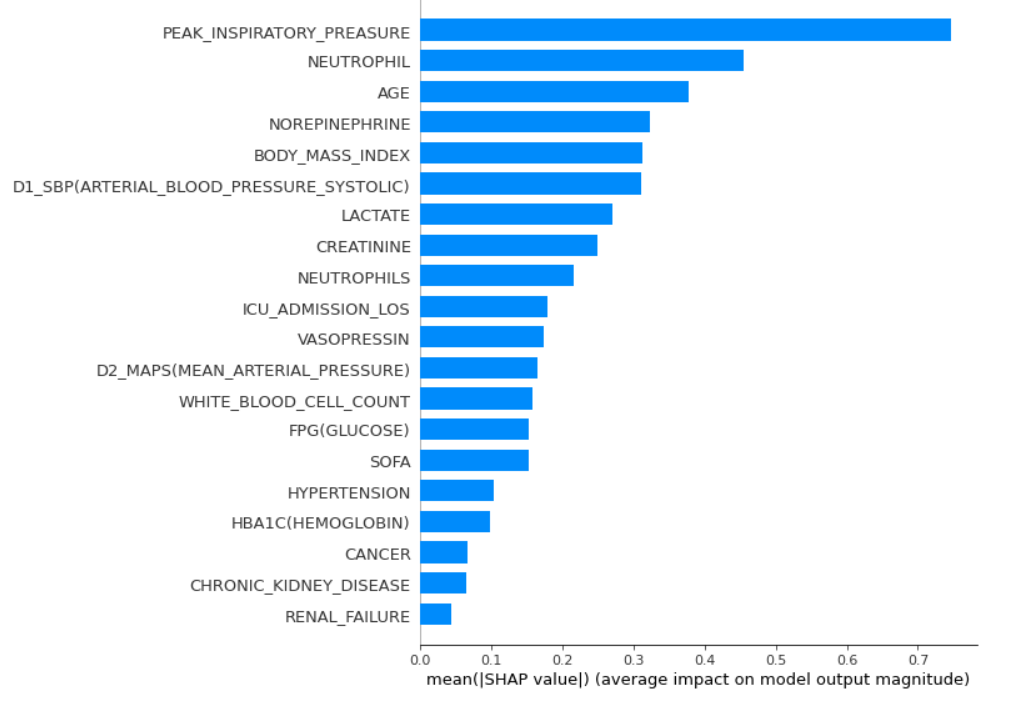 PEAK_INSPIRATORY_PREASURE
NEUTROPHIL
AGE
NOREPINEPHRINE
BODY_MASS_INDEX
D1_SBP(ARTERIAL_BLOOD_PRESSURE_SYSTOLIC)
LACTATE
CREATININE
NEUTROPHILS
ICU_ADMISSION_LOS
VASOPRESSIN
D2_MAPS(MEAN_ARTERIAL_PRESSURE)
WHITE_BLOOD_CELL_COUNT
FPG(GLUCOSE)
SOFA
HYPERTENSION
HBA1C(HEMOGLOBIN)
CANCER
CHRONIC_KIDNEY_DISEASE
RENAL_FAILURE
0.0 0.1 0.2 0.3 0.4 0.5 0.6 0.7
mean(|SHAP value|) (average impact on model output magnitude)